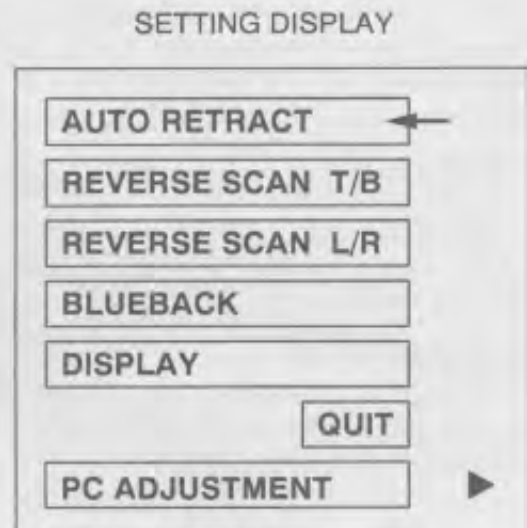 SETTING DISPLAY
AUTO RETRACT
REVERSE SCAN T/B
REVERSE SCAN L/R
BLUEBACK
DISPLAY
QUIT
PC ADJUSTMENT